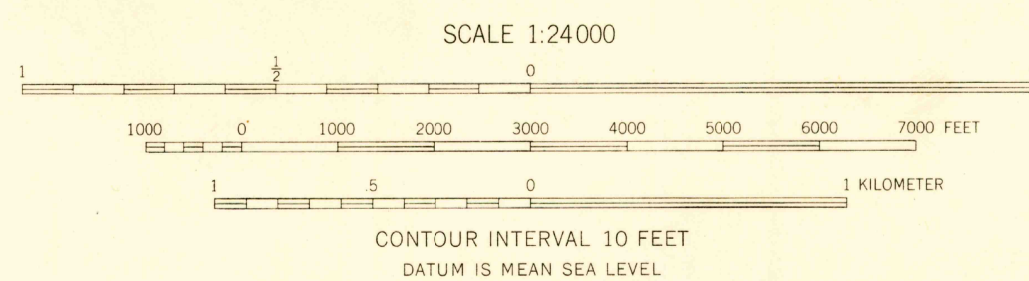 SCALE 1:24000
1 1/2 0
1000 0 1000 2000 3000 4000 5000 6000 7000 FEET
1 .5 0 1 KILOMETER
CONTOUR INTERVAL 10 FEET
DATUM IS MEAN SEA LEVEL